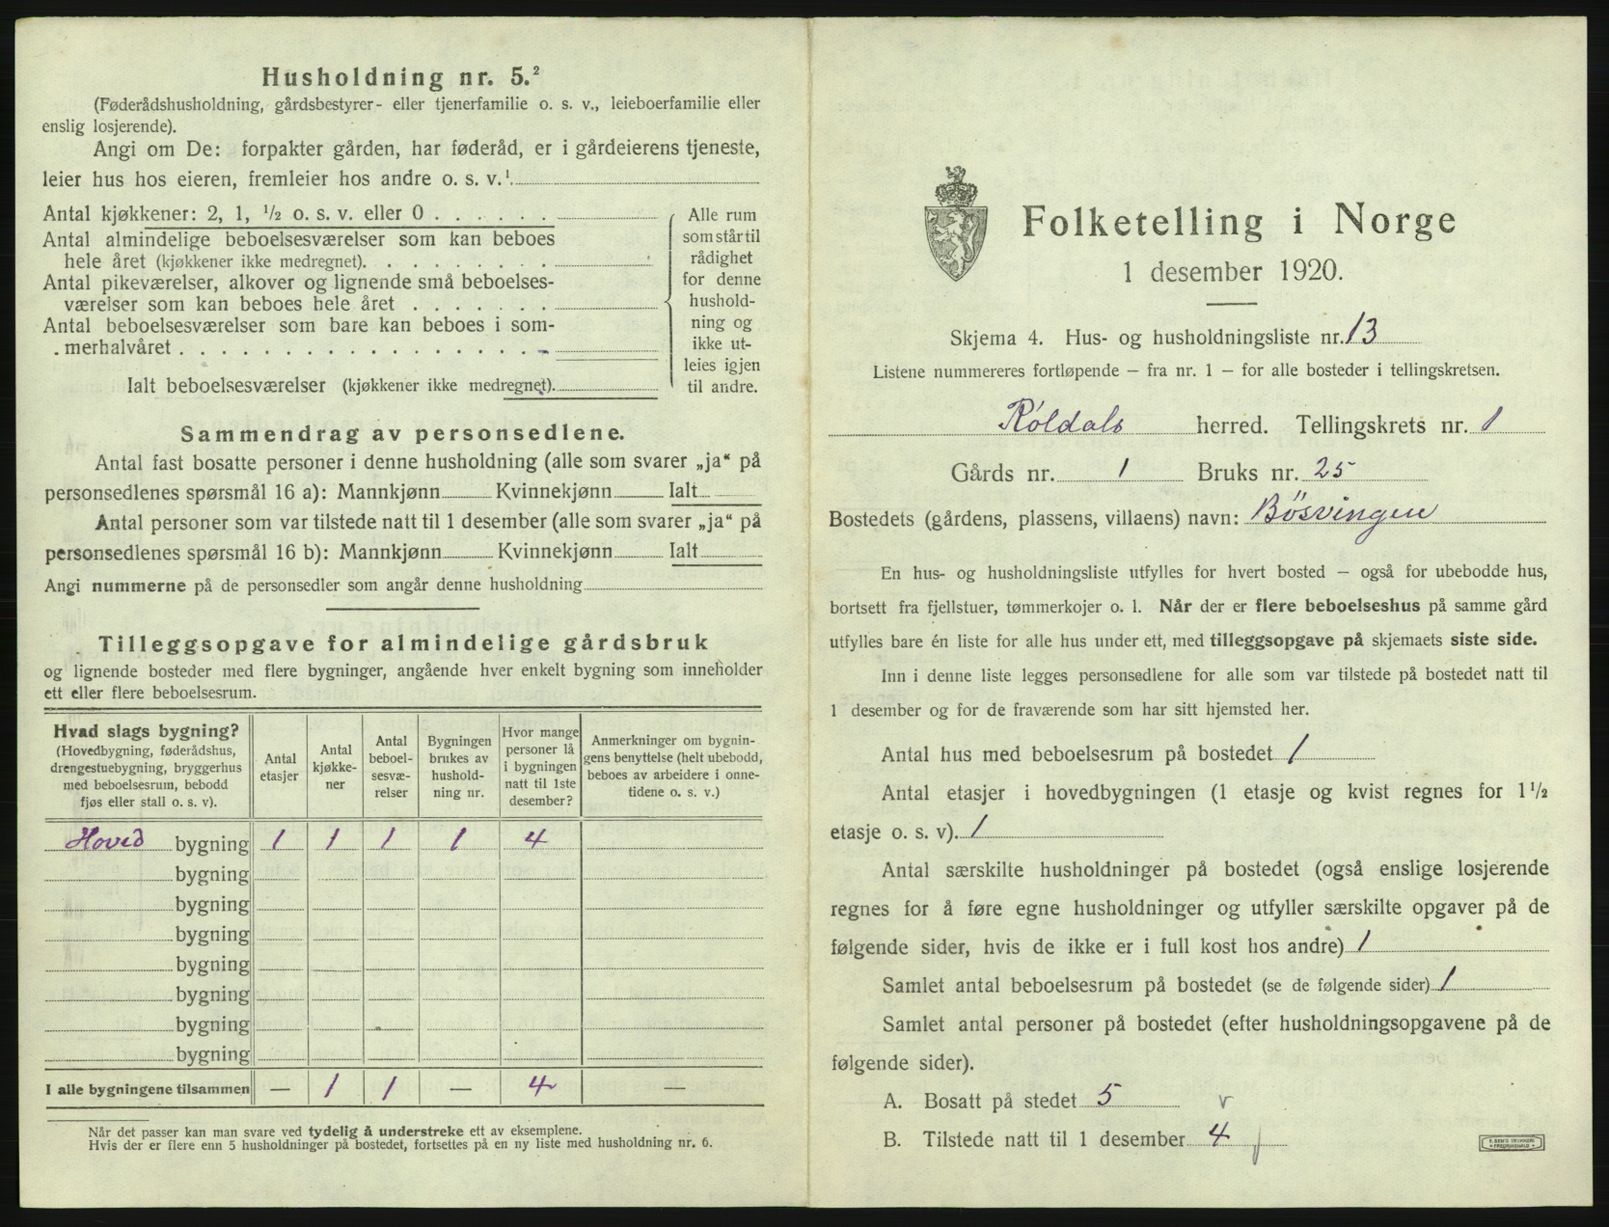 Husholdning nr. 5.²
(Føderådshusholdning, gårdsbestyrer- eller tjenerfamilie o. s. v., leieboerfamilie eller
enslig losjerende).
Angi om De: forpakter gården, har føderåd, er i gårdeierens tjeneste,
leier hus hos eieren, fremleier hos andre o. s. v.¹
Antal kjøkkener: 2, 1, ½ o. s. v. eller 0 . . . . . .
Antal almindelige beboelsesværelser som kan beboes
hele året (kjøkkener ikke medregnet). . . . . . . . .
Antal pikeværelser, alkover og lignende små beboelses-
værelser som kan beboes hele året . . . . . . .
Antal beboelsesværelser som bare kan beboes i som-
merhalvåret . . . . . . . . . . . . . . . . . .
Ialt beboelsesværelser (kjøkkener ikke medregnet).
Alle rum
som står til
rådighet
for denne
hushold-
ning og
ikke ut-
leies igjen
til andre.
Sammendrag av personsedlene.
Antal fast bosatte personer i denne husholdning (alle som svarer „ja“ på
personsedlenes spørsmål 16 a): Mannkjønn Kvinnekjønn Ialt
Antal personer som var tilstede natt til 1 desember (alle som svarer „ja“ på
personsedlenes spørsmål 16 b): Mannkjønn Kvinnekjønn Ialt
Angi nummerne på de personsedler som angår denne husholdning
Tilleggsopgave for almindelige gårdsbruk
og lignende bosteder med flere bygninger, angående hver enkelt bygning som inneholder
ett eller flere beboelsesrum.
Hvad slags bygning?
(Hovedbygning, føderådshus,
drengestuebygning, bryggerhus
med beboelsesrum, bebodd
fjøs eller stall o. s. v).
Antal
etasjer
Antal
kjøkke-
ner
Antal
beboel-
sesvæ-
relser
Bygningen
brukes av
hushold-
ning nr.
Hvor mange
personer lå
i bygningen
natt til 1ste
desember?
Anmerkninger om bygnin-
gens benyttelse (helt ubebodd,
beboes av arbeidere i onne-
tidene o. s. v.)
Hoved bygning 1 1 1 1 4
bygning
bygning
bygning
bygning
bygning
bygning
bygning
I alle bygningene tilsammen — 1 1 — 4 —
Når det passer kan man svare ved tydelig å understreke ett av eksemplene.
Hvis der er flere enn 5 husholdninger på bostedet, fortsettes på en ny liste med husholdning nr. 6.
Folketelling i Norge
1 desember 1920.
Skjema 4. Hus- og husholdningsliste nr. 13
Listene nummereres fortløpende — fra nr. 1 — for alle bosteder i tellingskretsen.
Röldals herred. Tellingskrets nr. 1
Gårds nr. 1 Bruks nr. 25
Bostedets (gårdens, plassens, villaens) navn: Bösvingen
En hus- og husholdningsliste utfylles for hvert bosted — også for ubebodde hus,
bortsett fra fjellstuer, tømmerkojer o. l. Når der er flere beboelseshus på samme gård
utfylles bare én liste for alle hus under ett, med tilleggsopgave på skjemaets siste side.
Inn i denne liste legges personsedlene for alle som var tilstede på bostedet natt til
1 desember og for de fraværende som har sitt hjemsted her.
Antal hus med beboelsesrum på bostedet 1
Antal etasjer i hovedbygningen (1 etasje og kvist regnes for 1½
etasje o. s. v). 1
Antal særskilte husholdninger på bostedet (også enslige losjerende
regnes for å føre egne husholdninger og utfyller særskilte opgaver på de
følgende sider, hvis de ikke er i full kost hos andre) 1
Samlet antal beboelsesrum på bostedet (se de følgende sider) 1
Samlet antal personer på bostedet (efter husholdningsopgavene på de
følgende sider).
A. Bosatt på stedet 5 v
B. Tilstede natt til 1 desember 4